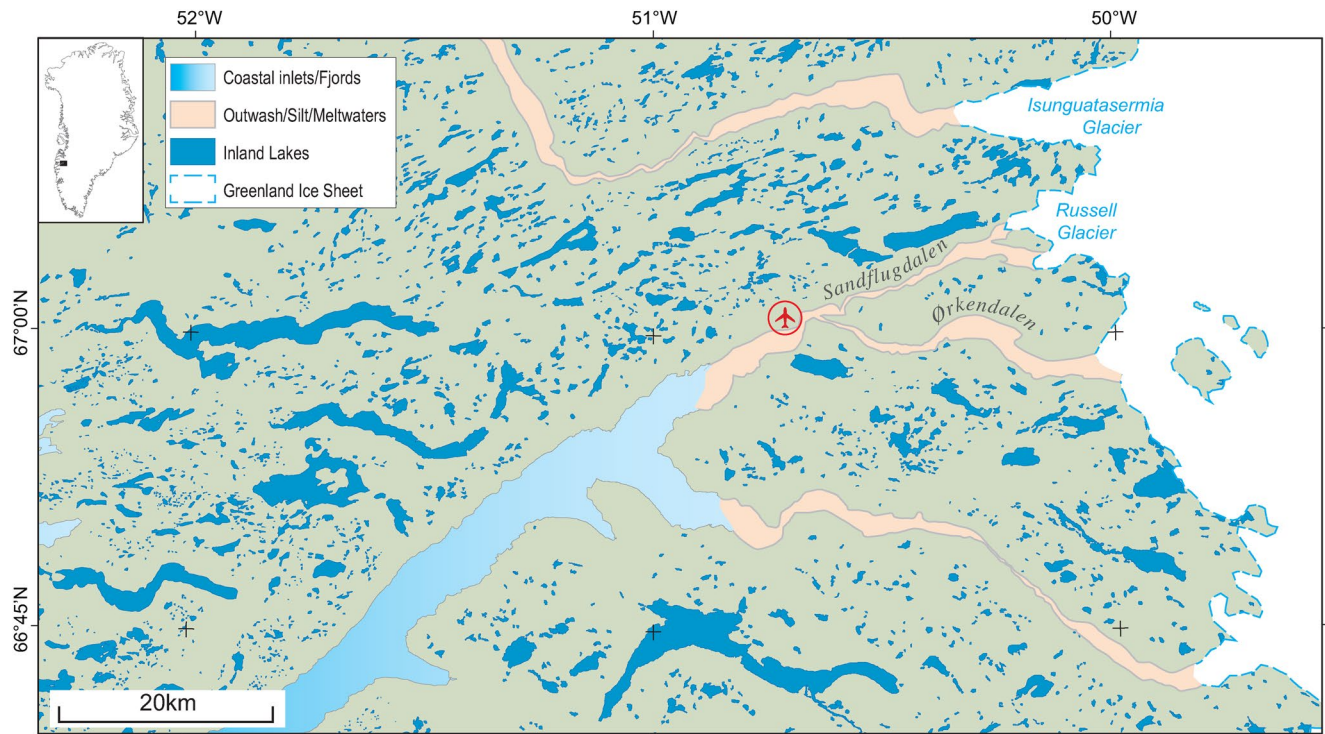 52°W
51°W
50°W
Coastal inlets/Fjords
Outwash/Silt/Meltwaters
Inland Lakes
Greenland Ice Sheet
Isunguatasermia
Glacier
Russell
Glacier
Sandflugdalen
Ørkendalen
67°00'N
66°45'N
20km